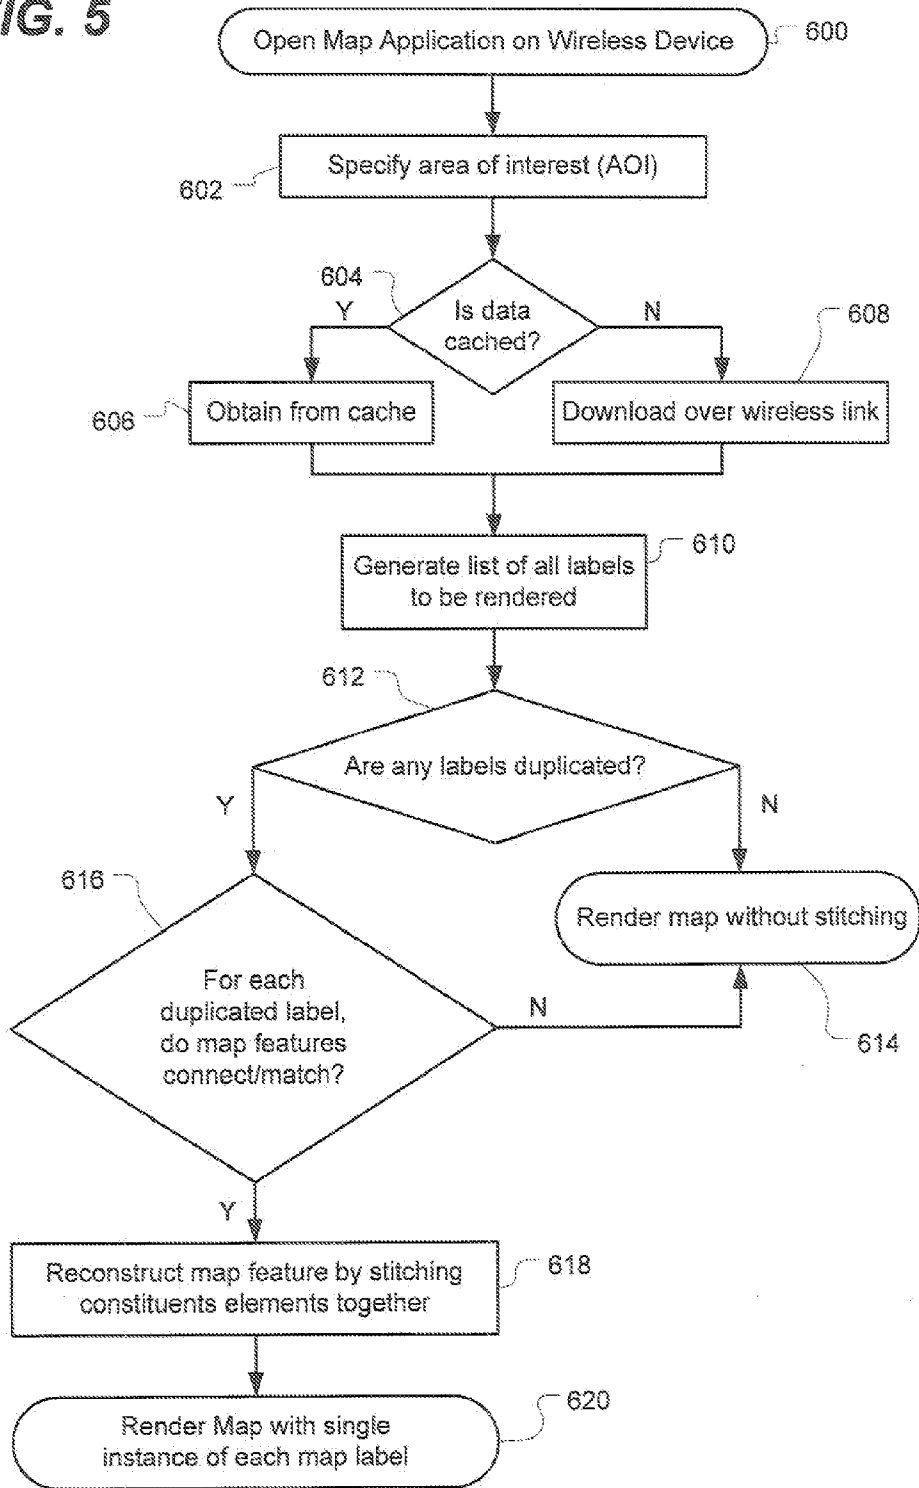 FIG. 5
Open Map Application on Wireless Device
600
Specify area of interest (AOI)
602
604
Is data
cached?
Y
N
608
606
Obtain from cache
Download over wireless link
610
Generate list of all labels
to be rendered
612
Are any labels duplicated?
Y
N
616
Render map without stitching
For each
duplicated label,
do map features
connect/match?
N
614
Y
Reconstruct map feature by stitching
constituents elements together
618
Render Map with single
instance of each map label
620